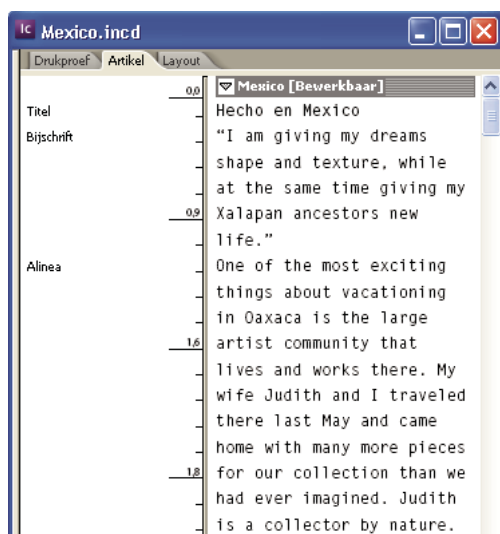 Ic Mexico.incd
Drukproef Artikel Layout
0,0 Mexico [Bewerkbaar]
Titel Hecho en Mexico
Bijschrift “I am giving my dreams
shape and texture, while
at the same time giving my
0,9 Xalapan ancestors new
life.”
Alinea One of the most exciting
things about vacationing
in Oaxaca is the large
1,6 artist community that
lives and works there. My
wife Judith and I traveled
there last May and came
home with many more pieces
1,8 for our collection than we
had ever imagined. Judith
is a collector by nature.